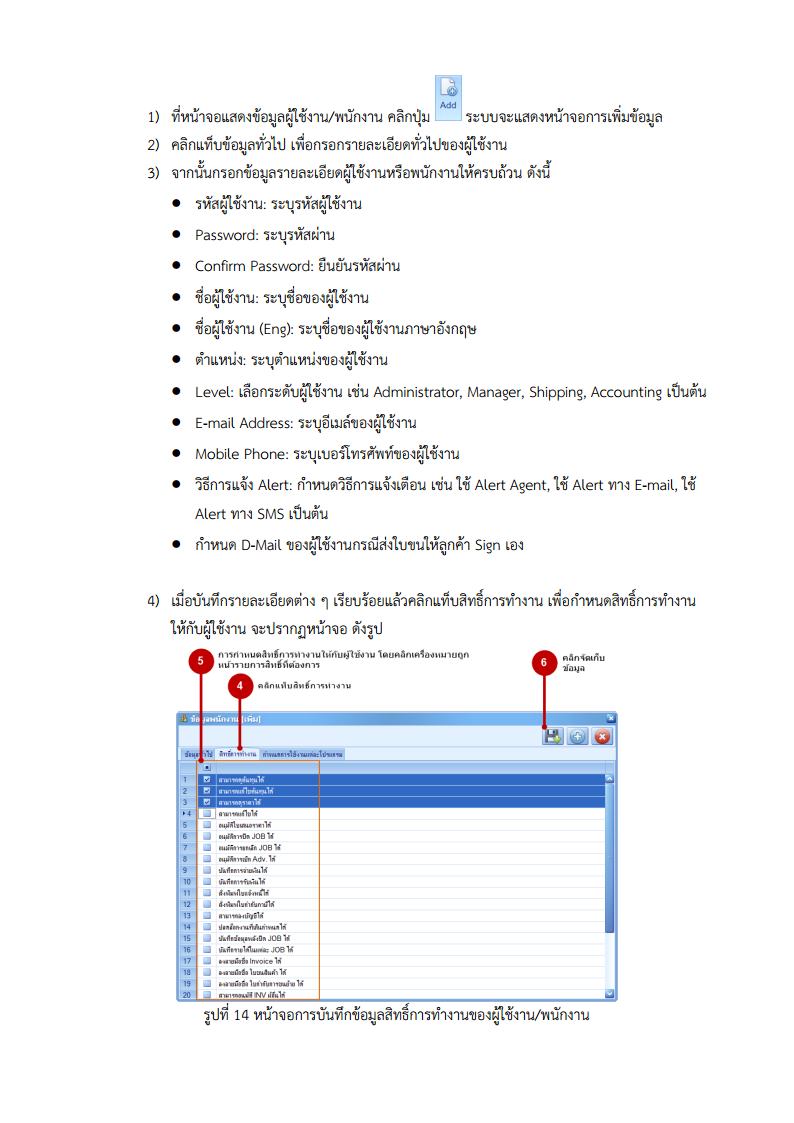 Add
1) ที่หน้าจอแสดงข้อมูลผู้ใช้งาน/พนักงาน คลิกปุ่ม ระบบจะแสดงหน้าจอการเพิ่มข้อมูล
2) คลิกแท็บข้อมูลทั่วไป เพื่อกรอกรายละเอียดทั่วไปของผู้ใช้งาน
3) จากนั้นกรอกข้อมูลรายละเอียดผู้ใช้งานหรือพนักงานให้ครบถ้วน ดังนี้
● รหัสผู้ใช้งาน: ระบุรหัสผู้ใช้งาน
● Password: ระบุรหัสผ่าน
● Confirm Password: ยืนยันรหัสผ่าน
● ชื่อผู้ใช้งาน: ระบุชื่อของผู้ใช้งาน
● ชื่อผู้ใช้งาน (Eng): ระบุชื่อของผู้ใช้งานภาษาอังกฤษ
● ตำแหน่ง: ระบุตำแหน่งของผู้ใช้งาน
● Level: เลือกระดับผู้ใช้งาน เช่น Administrator, Manager, Shipping, Accounting เป็นต้น
● E-mail Address: ระบุอีเมล์ของผู้ใช้งาน
● Mobile Phone: ระบุเบอร์โทรศัพท์ของผู้ใช้งาน
● วิธีการแจ้ง Alert: กำหนดวิธีการแจ้งเตือน เช่น ใช้ Alert Agent, ใช้ Alert ทาง E-mail, ใช้
Alert ทาง SMS เป็นต้น
● กำหนด D-Mail ของผู้ใช้งานกรณีส่งใบขนให้ลูกค้า Sign เอง
4) เมื่อบันทึกรายละเอียดต่าง ๆ เรียบร้อยแล้วคลิกแท็บสิทธิ์การทำงาน เพื่อกำหนดสิทธิ์การทำงาน
ให้กับผู้ใช้งาน จะปรากฏหน้าจอ ดังรูป
5 การกำหนดสิทธิ์การทำงานให้กับผู้ใช้งาน โดยคลิกเครื่องหมายถูก
หน้ารายการสิทธิ์ที่ต้องการ
6 คลิกจัดเก็บ
ข้อมูล
4 คลิกแท็บสิทธิ์การทำงาน
ข้อมูลพนักงาน [เพิ่ม]
สิทธิ์การทำงาน กำหนดการใช้งานแต่ละโปรแกรม
1 สามารถดูต้นทุนได้
2 สามารถแก้ไขต้นทุนได้
3 สามารถดูราคาได้
4 สามารถแก้ไขได้
5 อนุมัติใบเสนอราคาได้
6 อนุมัติการปิด JOB ได้
7 อนุมัติการยกเลิก JOB ได้
8 อนุมัติการเบิก Adv. ได้
9 บันทึกการจ่ายเงินได้
10 บันทึกการรับเงินได้
11 สั่งพิมพ์ใบแจ้งหนี้ได้
12 สั่งพิมพ์ใบกำกับภาษีได้
13 สามารถลงบัญชีได้
14
15 บันทึกข้อมูลหลังปิด JOB ได้
16 บันทึกรายได้ในแต่ละ JOB ได้
17 ลงลายมือชื่อ Invoice ได้
18 ลงลายมือชื่อ ใบขนสินค้า ได้
19 ลงลายมือชื่อ ใบกำกับการขนย้าย ได้
20
รูปที่ 14 หน้าจอการบันทึกข้อมูลสิทธิ์การทำงานของผู้ใช้งาน/พนักงาน